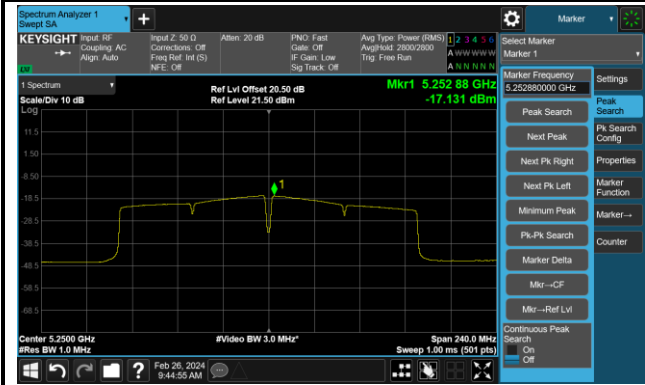 Spectrum Analyzer 1
Swept SA
+
Marker
KEYSIGHT
Input: RF
Coupling: AC
Align: Auto
Input Z: 50 Ω
Corrections: Off
Freq Ref: Int (S)
NFE: Off
Atten: 20 dB
PNO: Fast
Gate: Off
IF Gain: Low
Sig Track: Off
Avg Type: Power (RMS)
Avg|Hold: 2800/2800
Trig: Free Run
1 2 3 4 5 6
A W W W W W
A N N N N N
Select Marker
Marker 1
1 Spectrum
Scale/Div 10 dB
Log
Ref Lvl Offset 20.50 dB
Ref Level 21.50 dBm
Mkr1 5.252 88 GHz
-17.131 dBm
Marker Frequency
5.252880000 GHz
Peak Search
Next Peak
Next Pk Right
Next Pk Left
Minimum Peak
Pk-Pk Search
Marker Delta
Mkr→CF
Mkr→Ref Lvl
Continuous Peak
Search
On
Off
Settings
Peak
Search
Pk Search
Config
Properties
Marker
Function
Marker→
Counter
11.5
1.50
-8.50
-18.5
-28.5
-38.5
-48.5
-58.5
-68.5
1
Center 5.2500 GHz
#Res BW 1.0 MHz
#Video BW 3.0 MHz*
Span 240.0 MHz
Sweep 1.00 ms (501 pts)
?
Feb 26, 2024
9:44:55 AM